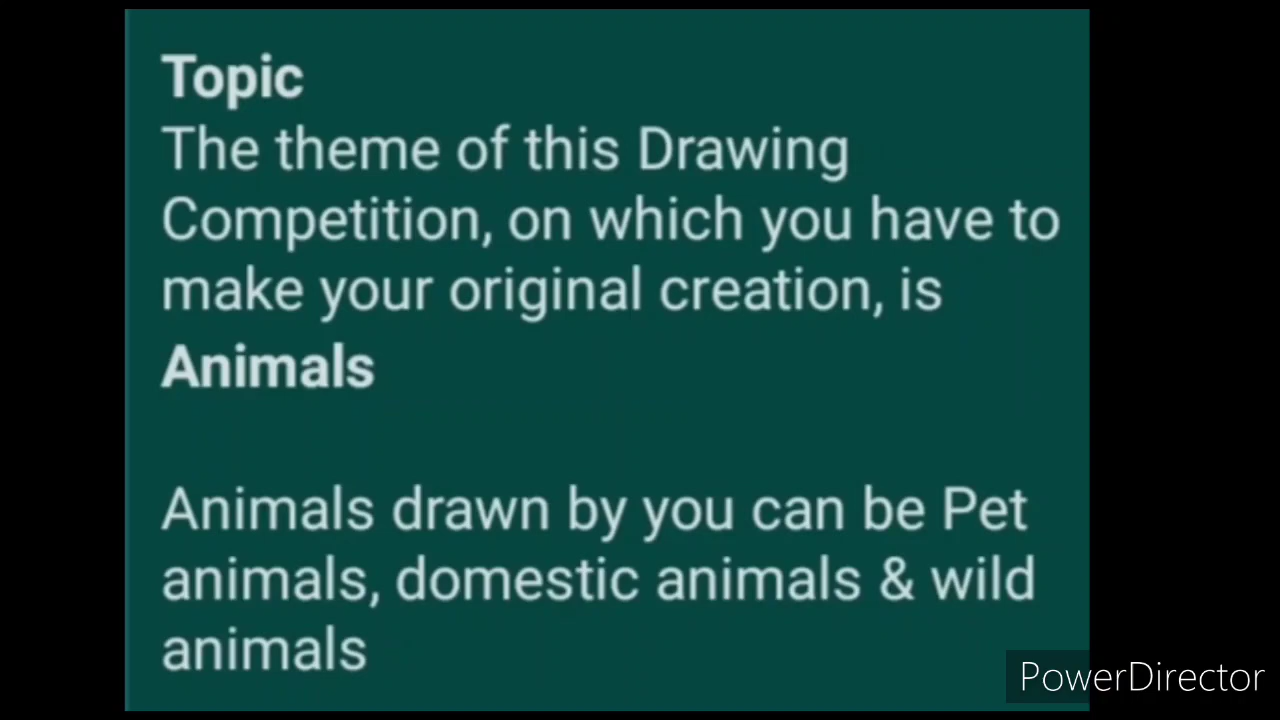 Topic
The theme of this Drawing
Competition, on which you have to
make your original creation, is
Animals
Animals drawn by you can be Pet
animals, domestic animals & wild
animals
PowerDirector